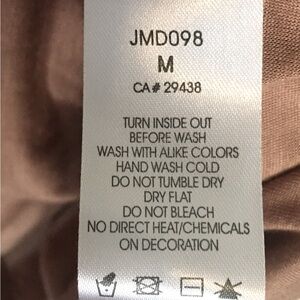 JMD098
M
CA# 29438
TURN INSIDE OUT
BEFORE WASH
WASH WITH ALIKE COLORS
HAND WASH COLD
DO NOT TUMBLE DRY
DRY FLAT
DO NOT BLEACH
NO DIRECT HEAT/CHEMICALS
ON DECORATION